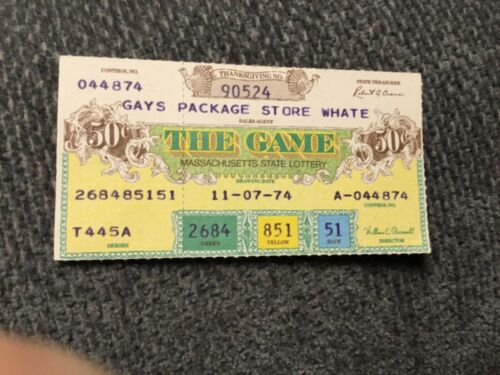 CONTROL NO. THANKSGIVING NO. STATE TREASURER
044874 90524 Robert Q. Crane
GAYS PACKAGE STORE WHATE
SALES AGENT
50¢ THE GAME 50¢
MASSACHUSETTS STATE LOTTERY
DRAWING DATE
268485151 11-07-74 A-044874
CONTROL NO.
T445A 2684 851 51
SERIES GREEN YELLOW BLUE DIRECTOR